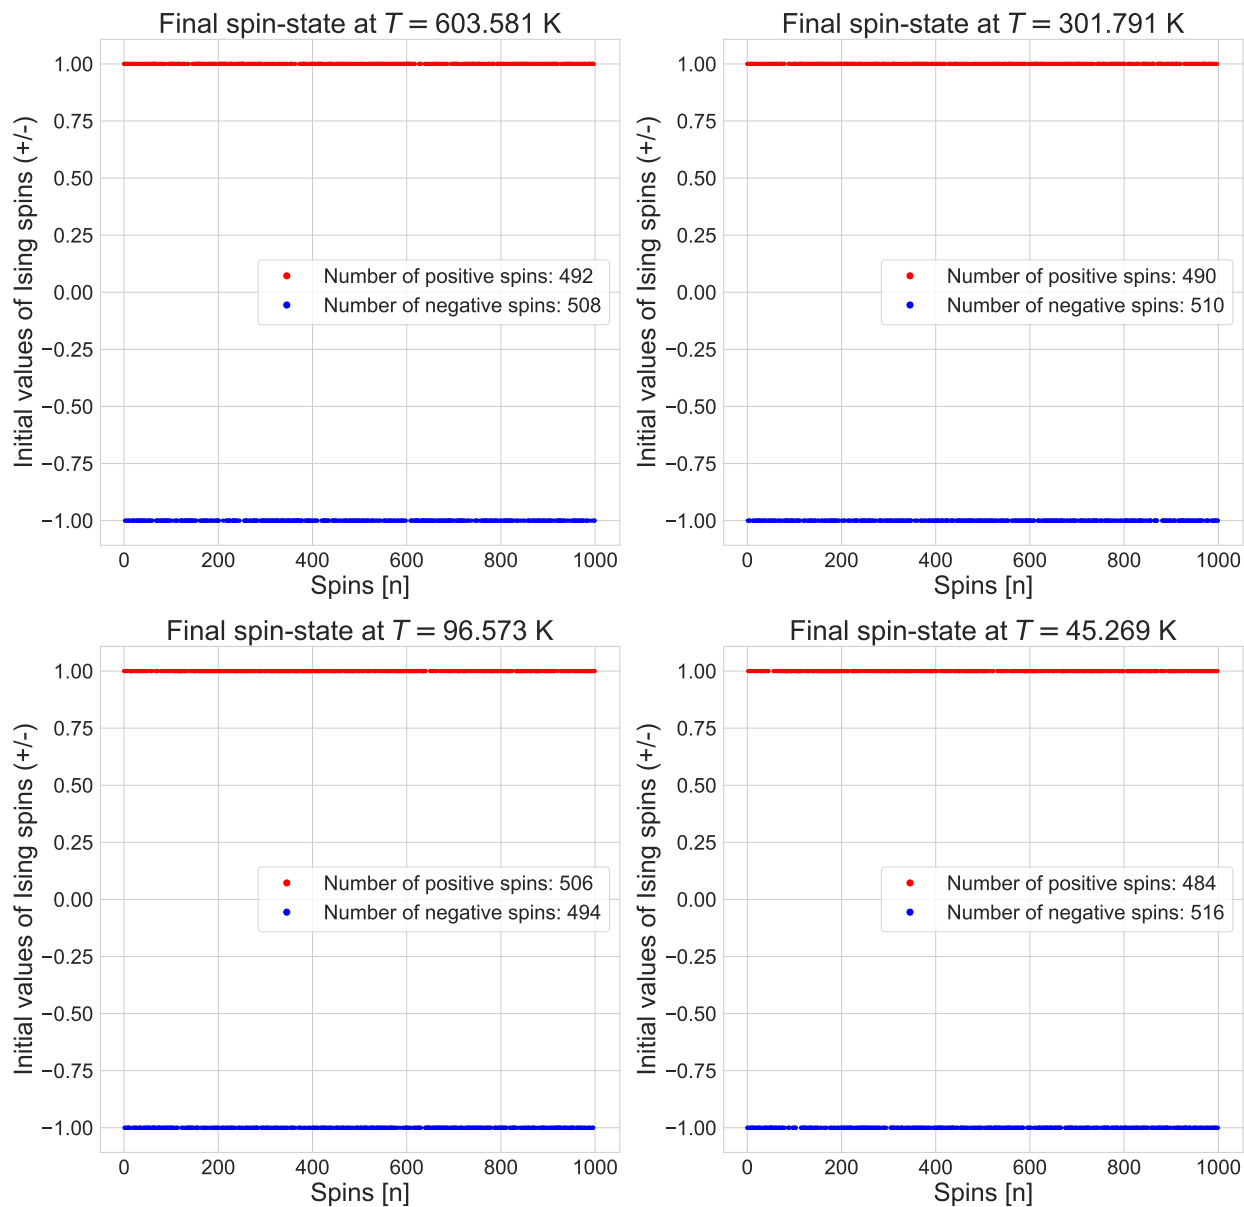 Final spin-state at T = 603.581 K
Initial values of Ising spins (+/-)
1.00
0.75
0.50
0.25
0.00
−0.25
−0.50
−0.75
−1.00
Number of positive spins: 492
Number of negative spins: 508
0 200 400 600 800 1000
Spins [n]
Final spin-state at T = 301.791 K
Initial values of Ising spins (+/-)
1.00
0.75
0.50
0.25
0.00
−0.25
−0.50
−0.75
−1.00
Number of positive spins: 490
Number of negative spins: 510
0 200 400 600 800 1000
Spins [n]
Final spin-state at T = 96.573 K
Initial values of Ising spins (+/-)
1.00
0.75
0.50
0.25
0.00
−0.25
−0.50
−0.75
−1.00
Number of positive spins: 506
Number of negative spins: 494
0 200 400 600 800 1000
Spins [n]
Final spin-state at T = 45.269 K
Initial values of Ising spins (+/-)
1.00
0.75
0.50
0.25
0.00
−0.25
−0.50
−0.75
−1.00
Number of positive spins: 484
Number of negative spins: 516
0 200 400 600 800 1000
Spins [n]